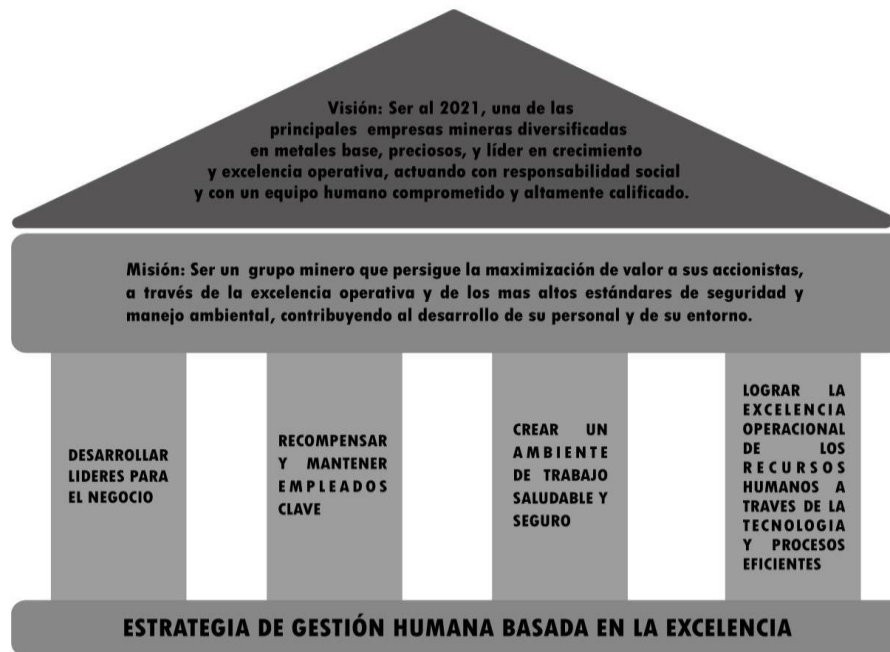 Visión: Ser al 2021, una de las
principales empresas mineras diversificadas
en metales base, preciosos, y líder en crecimiento
y excelencia operativa, actuando con responsabilidad social
y con un equipo humano comprometido y altamente calificado.
Misión: Ser un grupo minero que persigue la maximización de valor a sus accionistas,
a través de la excelencia operativa y de los mas altos estándares de seguridad y
manejo ambiental, contribuyendo al desarrollo de su personal y de su entorno.
DESARROLLAR
LIDERES PARA
EL NEGOCIO
RECOMPENSAR
Y MANTENER
EMPLEADOS
CLAVE
CREAR UN
AMBIENTE
DE TRABAJO
SALUDABLE Y
SEGURO
LOGRAR LA
EXCELENCIA
OPERACIONAL
DE LOS
RECURSOS
HUMANOS A
TRAVES DE LA
TECNOLOGIA
Y PROCESOS
EFICIENTES
ESTRATEGIA DE GESTIÓN HUMANA BASADA EN LA EXCELENCIA